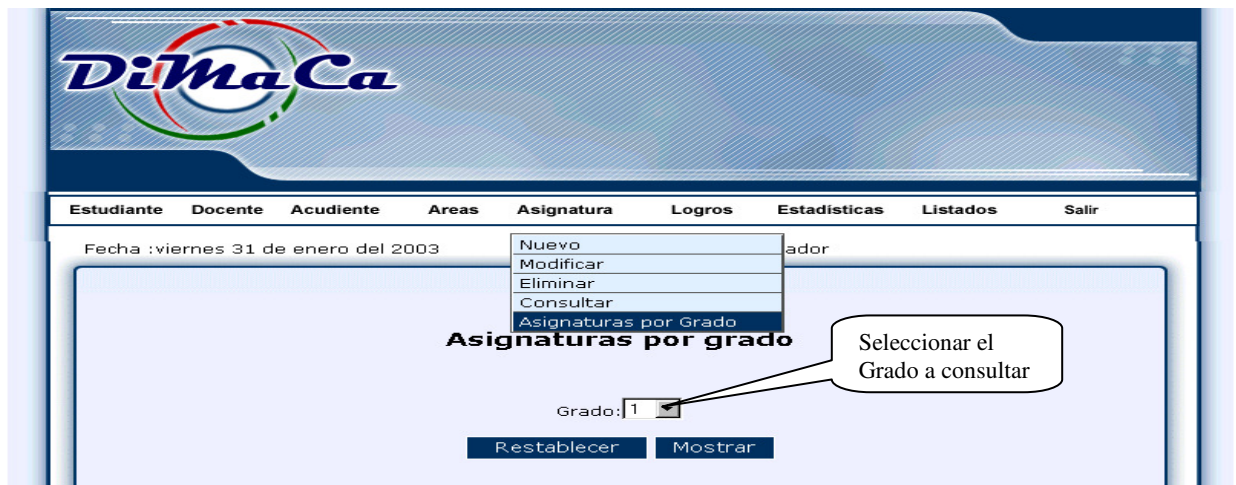 DiMaCa
Estudiante Docente Acudiente Areas Asignatura Logros Estadísticas Listados Salir
Fecha :viernes 31 de enero del 2003
ador
Nuevo
Modificar
Eliminar
Consultar
Asignaturas por Grado
Asignaturas por grado
Seleccionar el
Grado a consultar
Grado: 1
Restablecer Mostrar